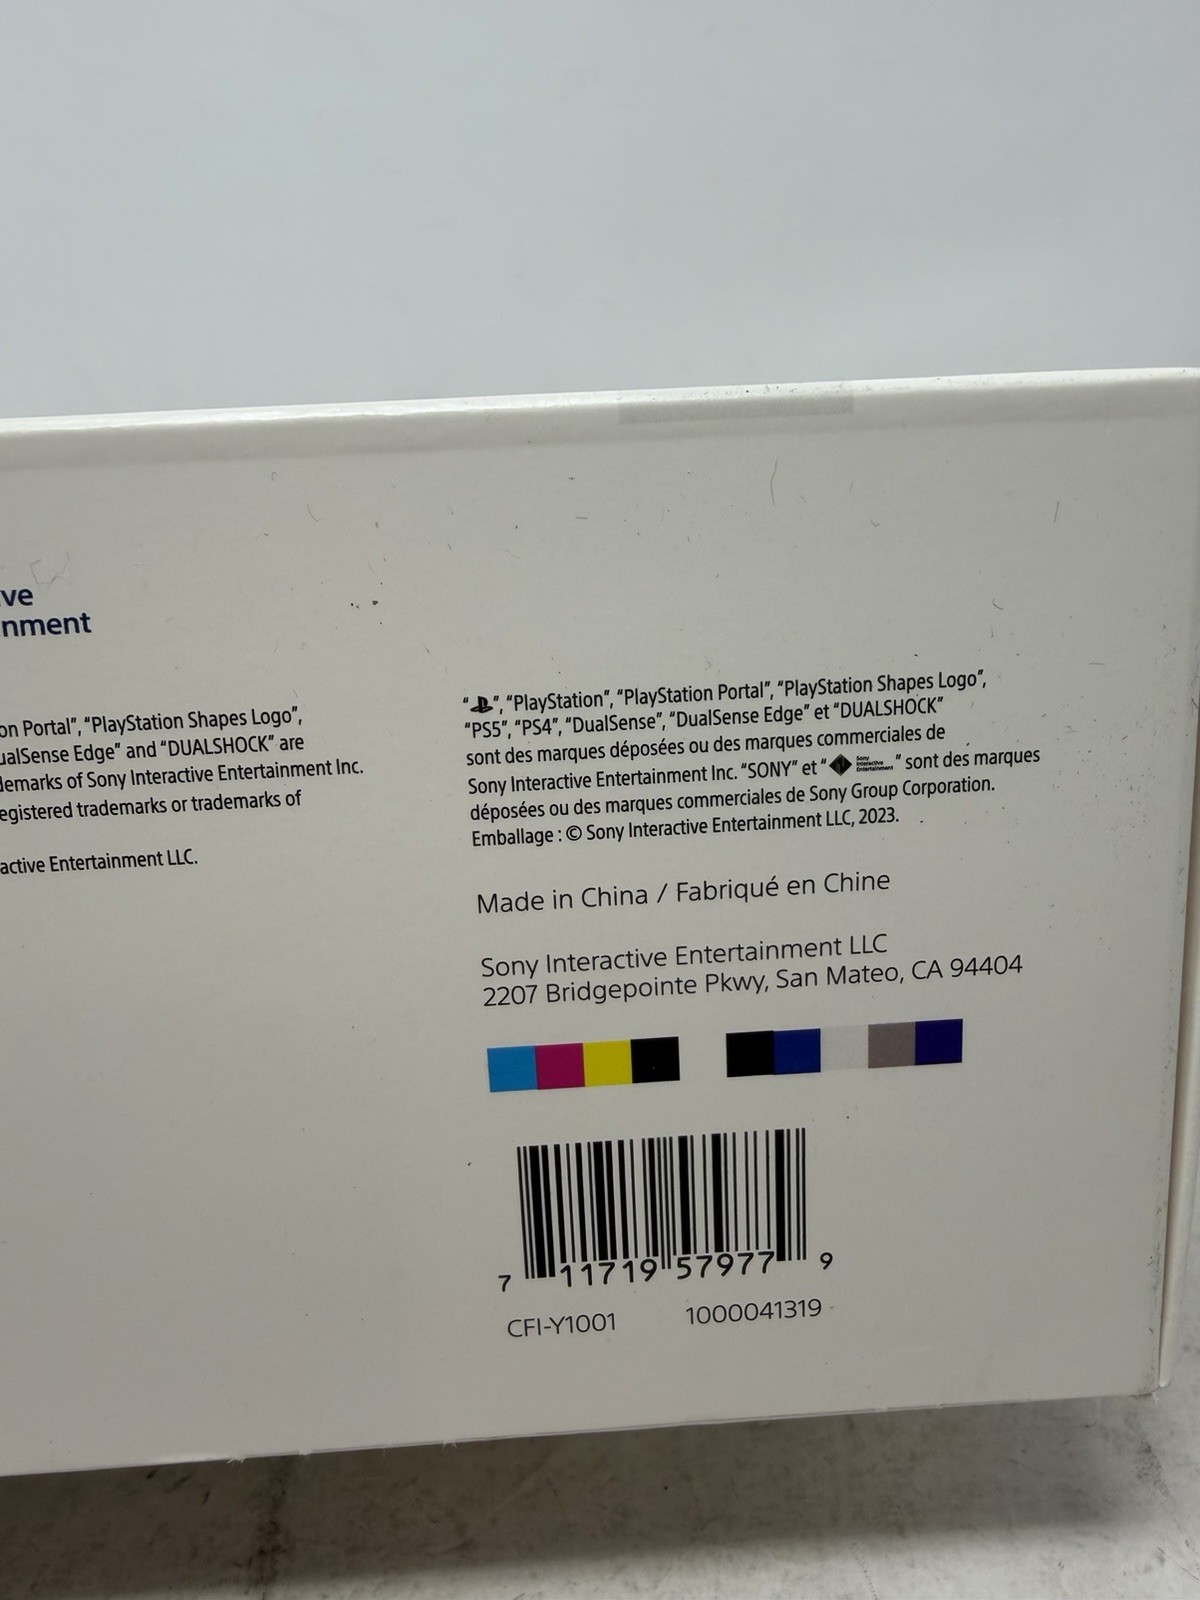 ve
nment
on Portal”, “PlayStation Shapes Logo”,
ualSense Edge” and “DUALSHOCK” are
demarks of Sony Interactive Entertainment Inc.
egistered trademarks or trademarks of
active Entertainment LLC.
“ ”, “PlayStation”, “PlayStation Portal”, “PlayStation Shapes Logo”,
“PS5”, “PS4”, “DualSense”, “DualSense Edge” et “DUALSHOCK”
sont des marques déposées ou des marques commerciales de
Sony Interactive Entertainment Inc. “SONY” et “ Sony Interactive Entertainment ” sont des marques
déposées ou des marques commerciales de Sony Group Corporation.
Emballage : © Sony Interactive Entertainment LLC, 2023.
Made in China / Fabriqué en Chine
Sony Interactive Entertainment LLC
2207 Bridgepointe Pkwy, San Mateo, CA 94404
7 11719 57977 9
CFI-Y1001 1000041319